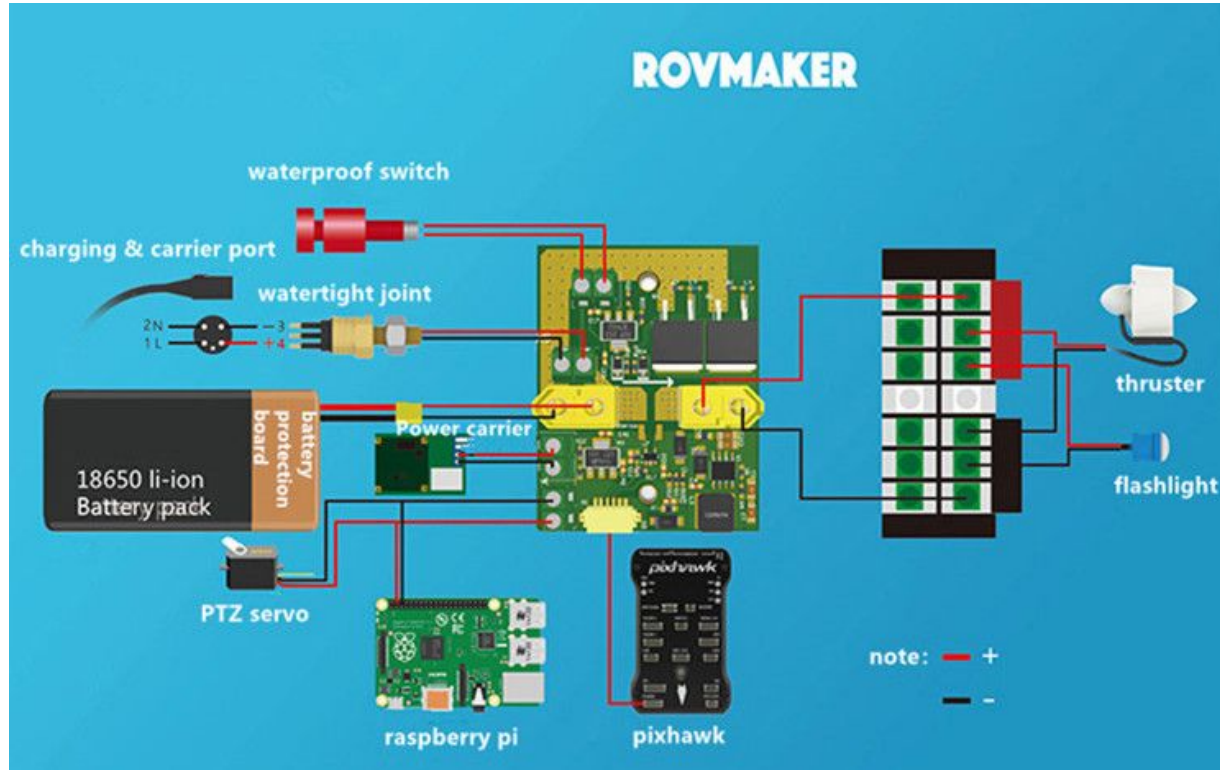 ROVMAKER
waterproof switch
charging & carrier port
watertight joint
2N
-3
1L
+4
battery
protection
board
18650 li-ion
Battery pack
Power carrier
thruster
flashlight
PTZ servo
pixhawk
raspberry pi
pixhawk
note:
+
-